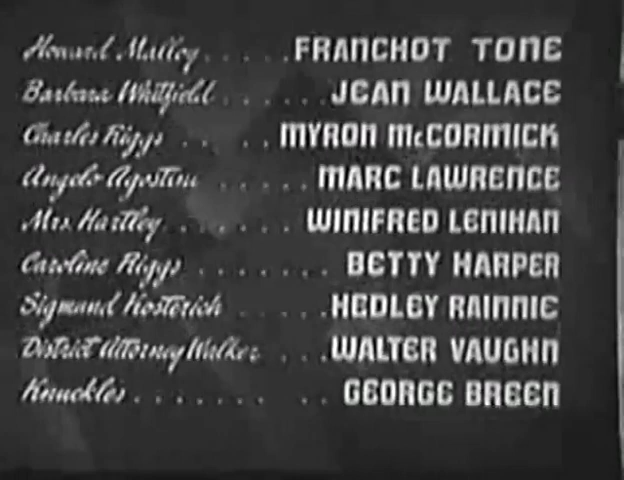 Howard Malloy . . . . . FRANCHOT TONE
Barbara Whitfield . . . . . . JEAN WALLACE
Charles Riggs . . . . . MYRON McCORMICK
Angelo Agostini . . . . . MARC LAWRENCE
Mrs. Hartley . . . . . . . WINIFRED LENIHAN
Caroline Riggs . . . . . . . BETTY HARPER
Sigmund Kosterich . . . . . HEDLEY RAINNIE
District Attorney Walker . . . WALTER VAUGHN
Knuckles . . . . . . . . . GEORGE BREEN